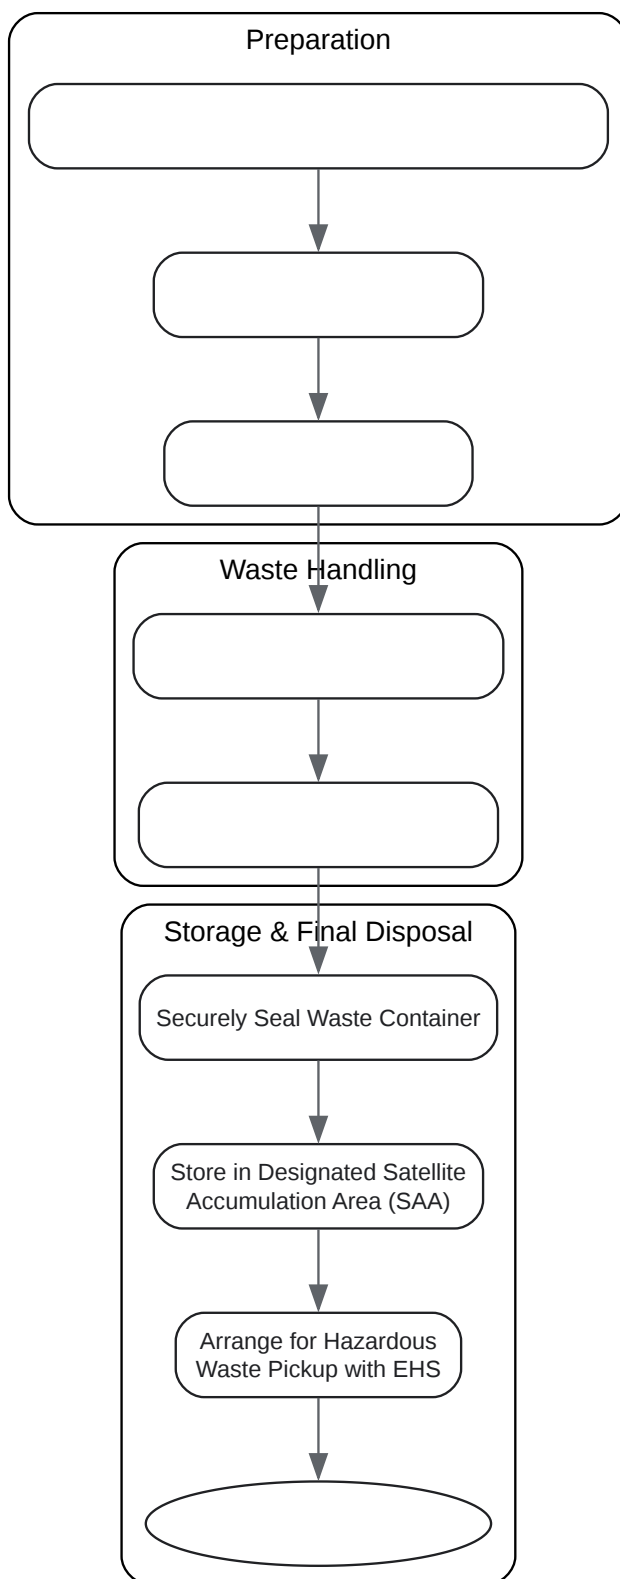 Preparation
Waste Handling
Storage & Final Disposal
Securely Seal Waste Container
Store in Designated Satellite
Accumulation Area (SAA)
Arrange for Hazardous
Waste Pickup with EHS